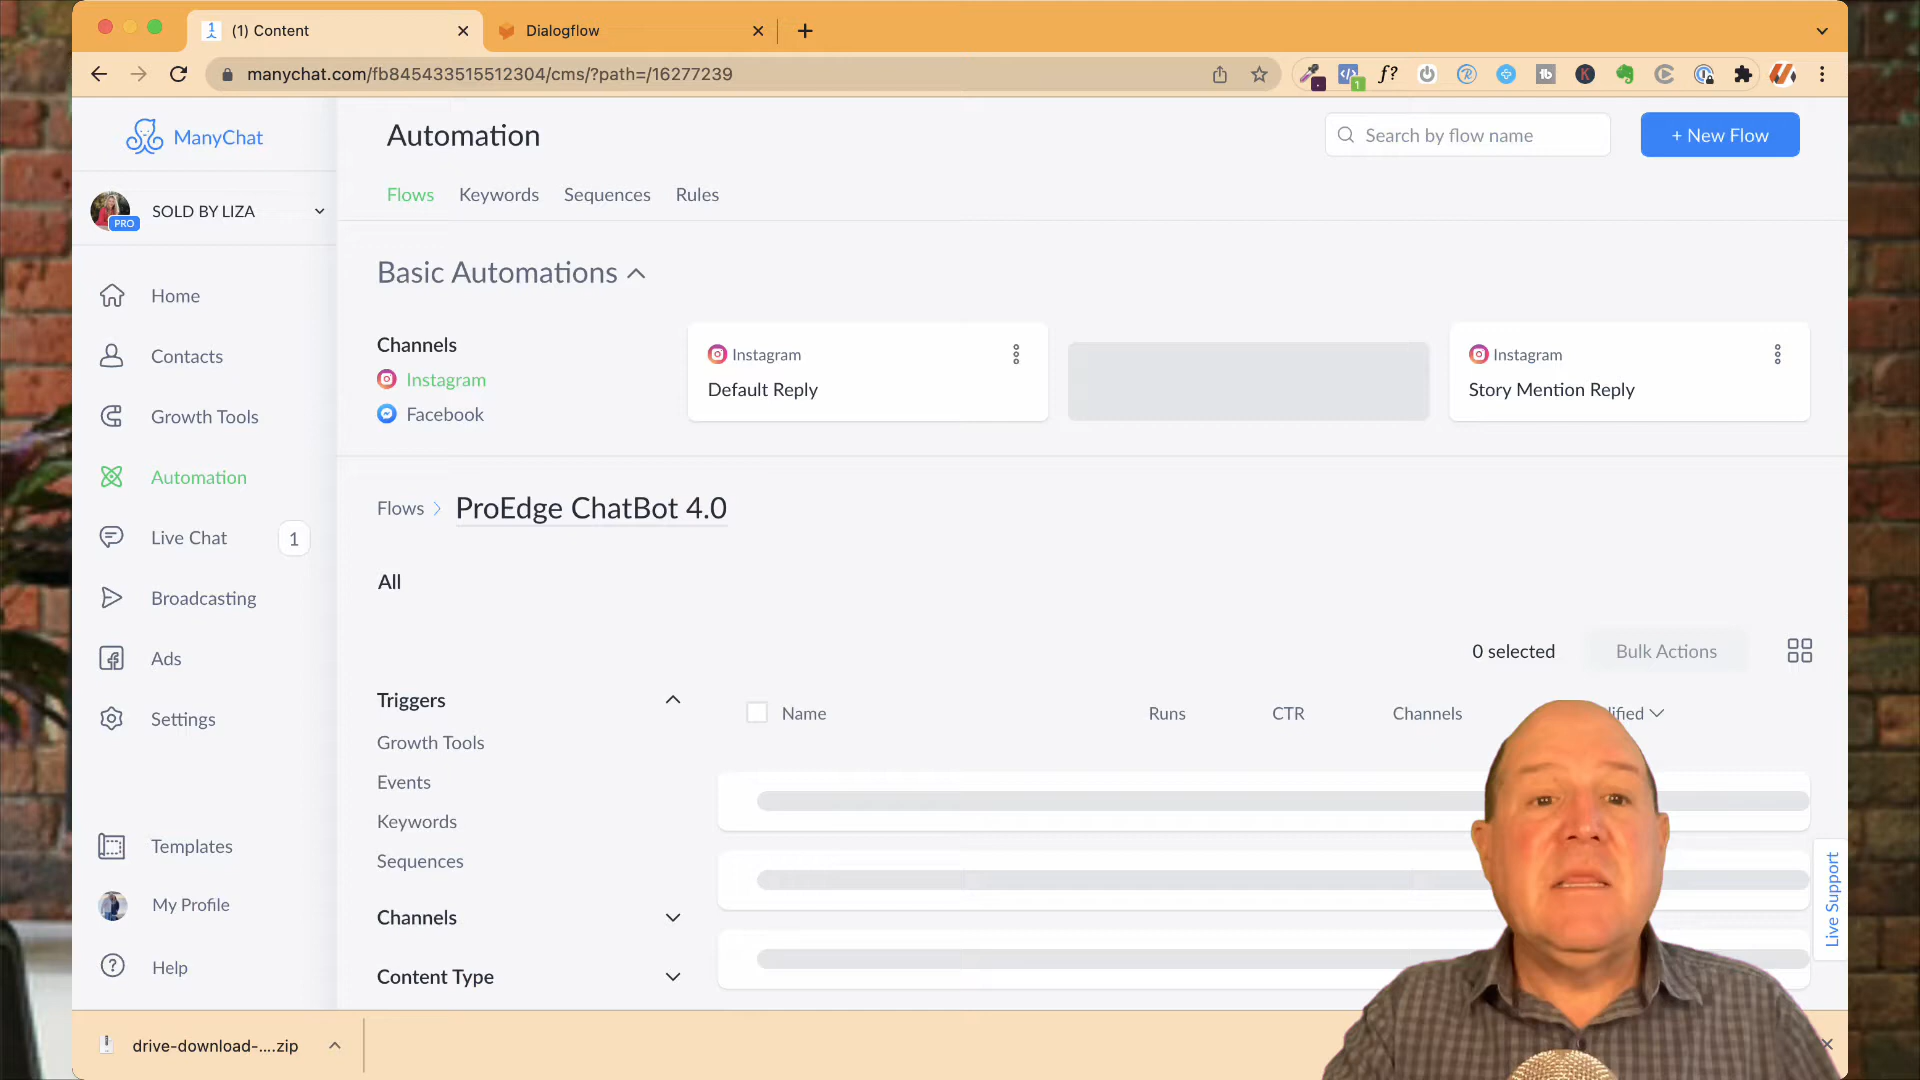 (1) Content
Dialogflow
manychat.com/fb845433515512304/cms/?path=/16277239
ManyChat
Automation
Search by flow name
+ New Flow
PRO
SOLD BY LIZA
Flows
Keywords
Sequences
Rules
Home
Contacts
Growth Tools
Automation
Live Chat
1
Broadcasting
Ads
Settings
Templates
My Profile
Help
Basic Automations
Channels
Instagram
Facebook
Instagram
Default Reply
Instagram
Story Mention Reply
Flows
ProEdge ChatBot 4.0
All
0 selected
Bulk Actions
Triggers
Growth Tools
Events
Keywords
Sequences
Channels
Content Type
Name
Runs
CTR
Channels
Live Support
drive-download-....zip